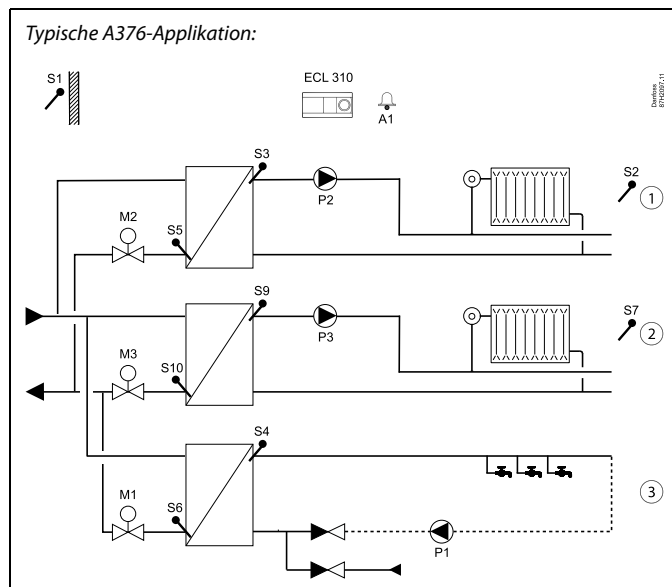 Typische A376-Applikation:
S1
ECL 310
A1
Danfoss
87H2097.11
S3
P2
S2
1
M2
S5
S9
P3
S7
2
M3
S10
S4
3
M1
S6
P1